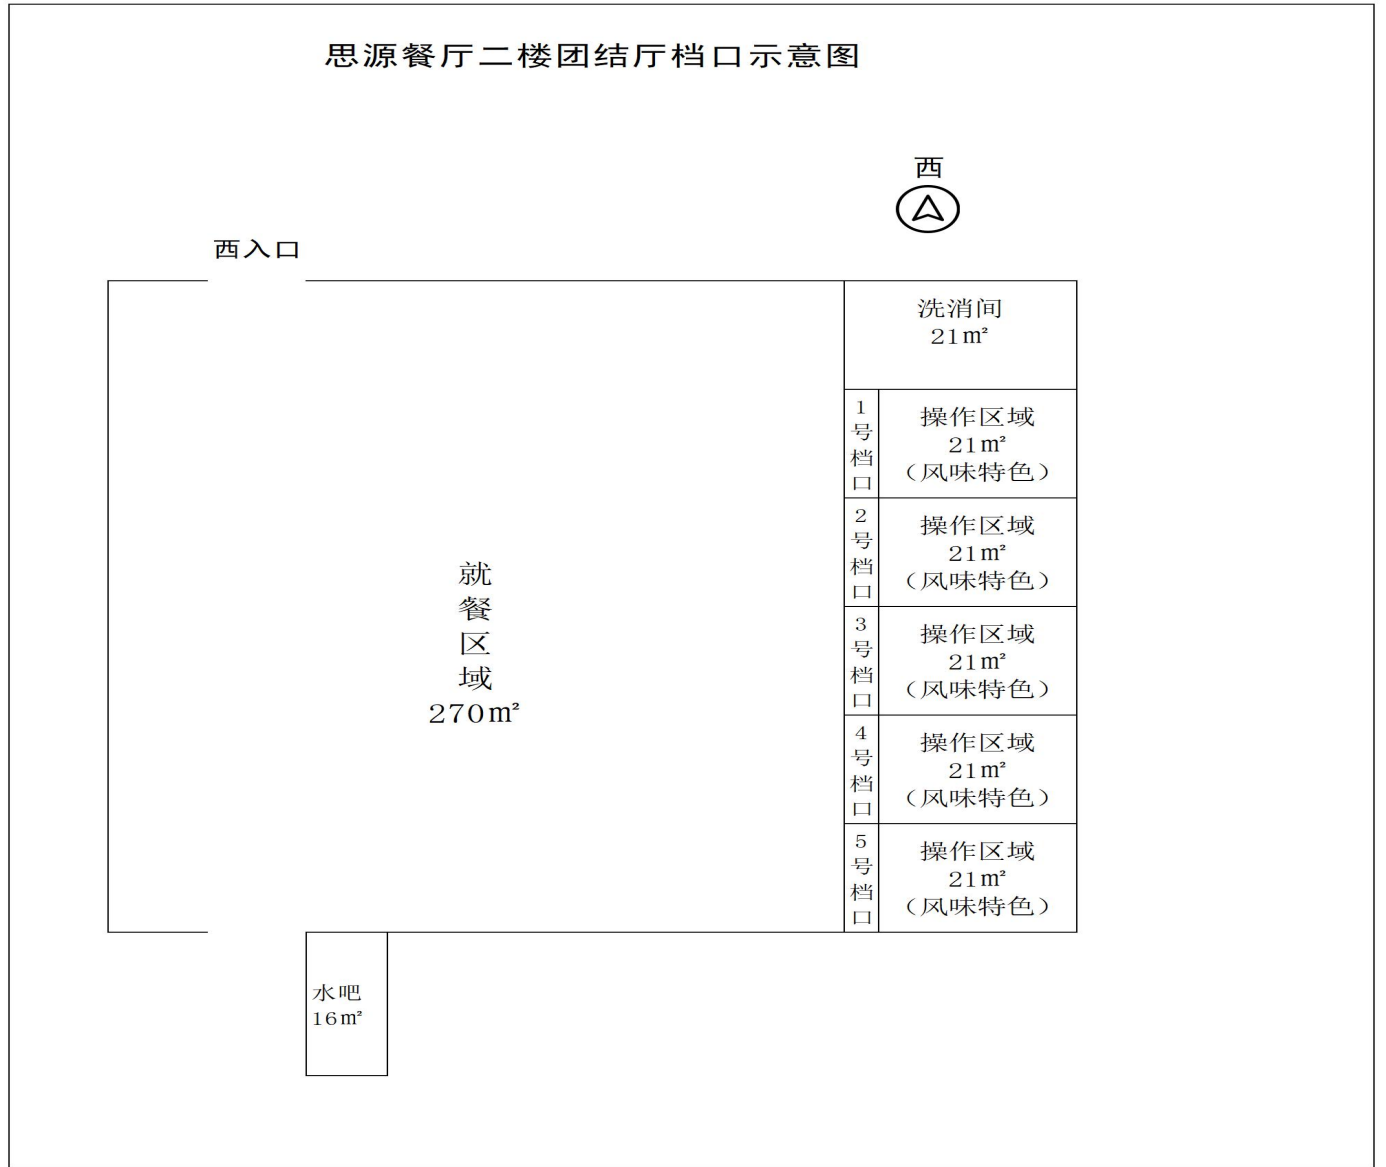 思源餐厅二楼团结厅档口示意图
西
西入口
洗消间
21㎡
1号档口
操作区域
21㎡
（风味特色）
2号档口
操作区域
21㎡
（风味特色）
就餐区域
270㎡
3号档口
操作区域
21㎡
（风味特色）
4号档口
操作区域
21㎡
（风味特色）
5号档口
操作区域
21㎡
（风味特色）
水吧
16㎡